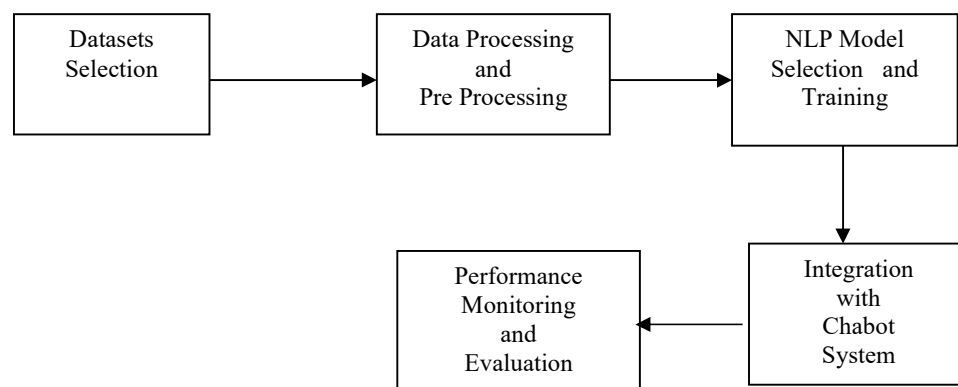 Datasets
Selection
Data Processing
and
Pre Processing
NLP Model
Selection and
Training
Integration
with
Chabot
System
Performance
Monitoring
and
Evaluation